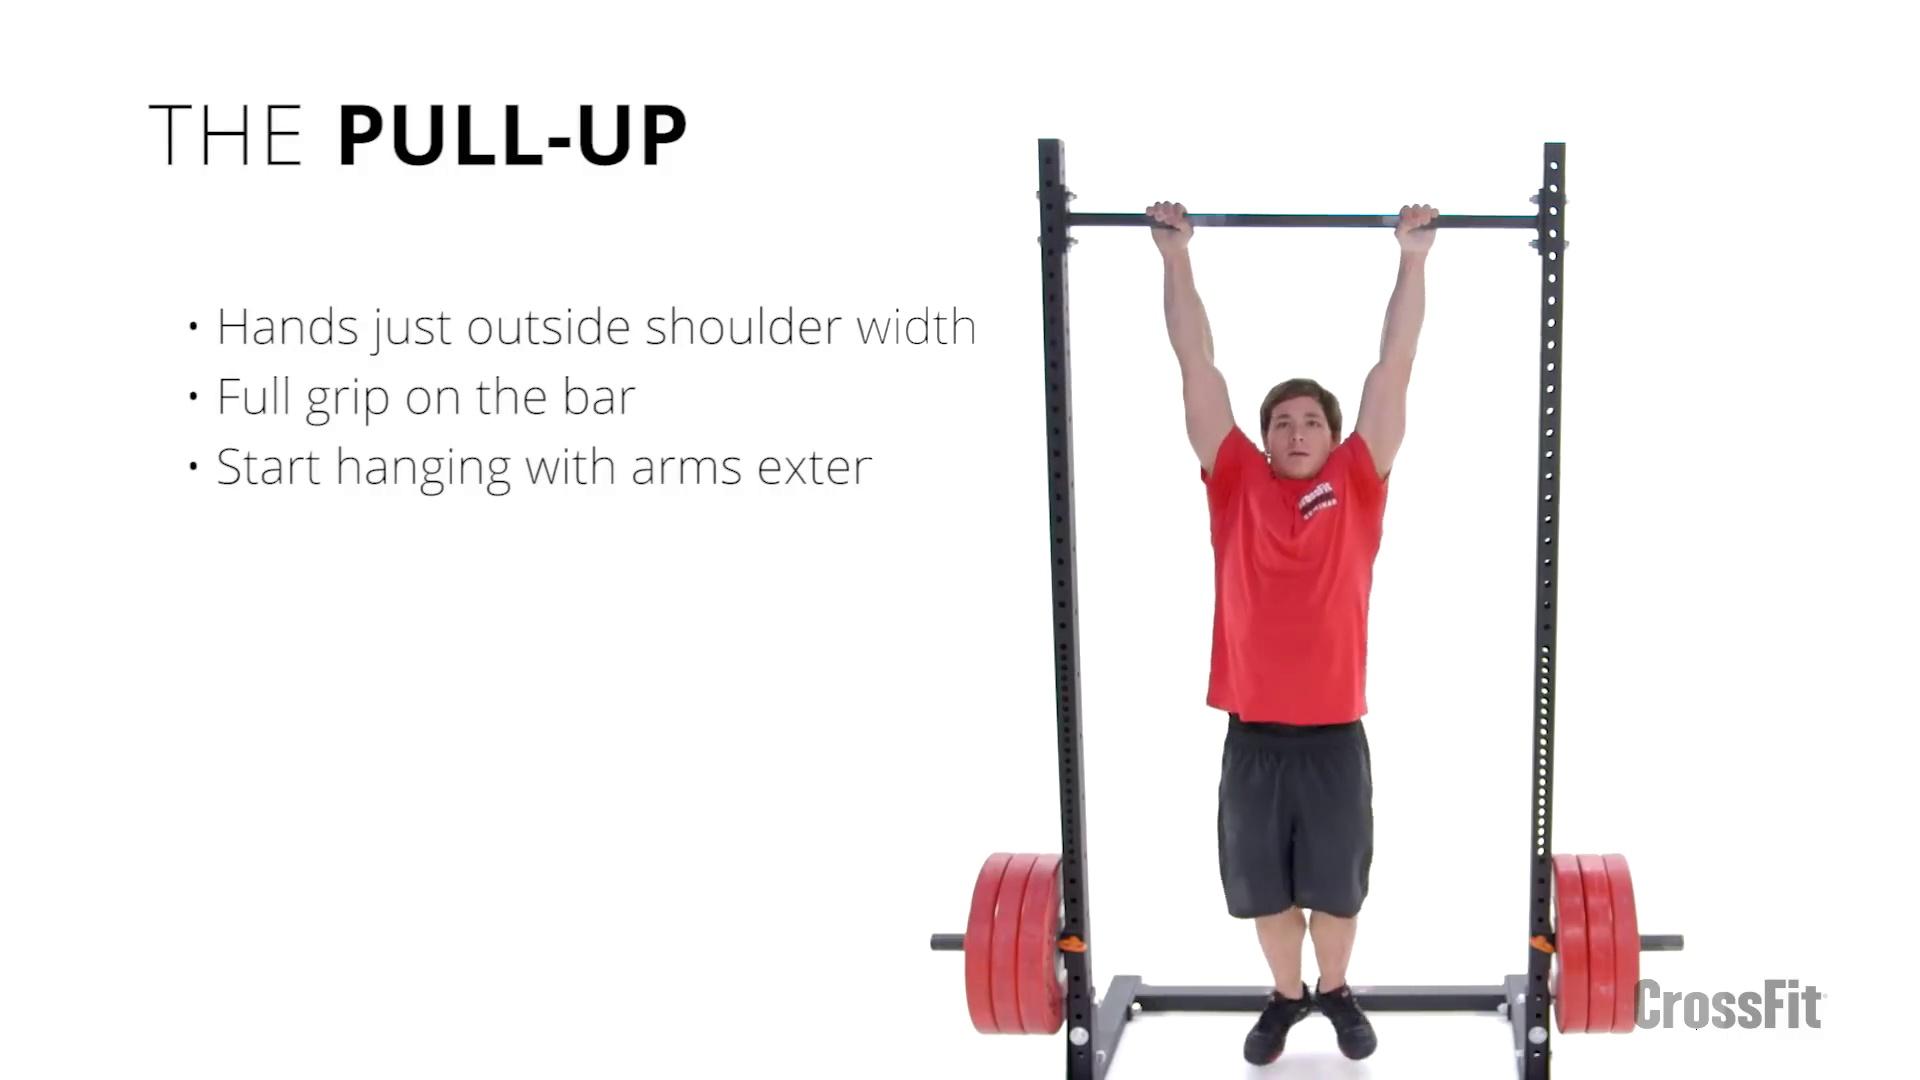 THE PULL-UP
• Hands just outside shoulder width
• Full grip on the bar
• Start hanging with arms exter
CrossFit
CrossFit